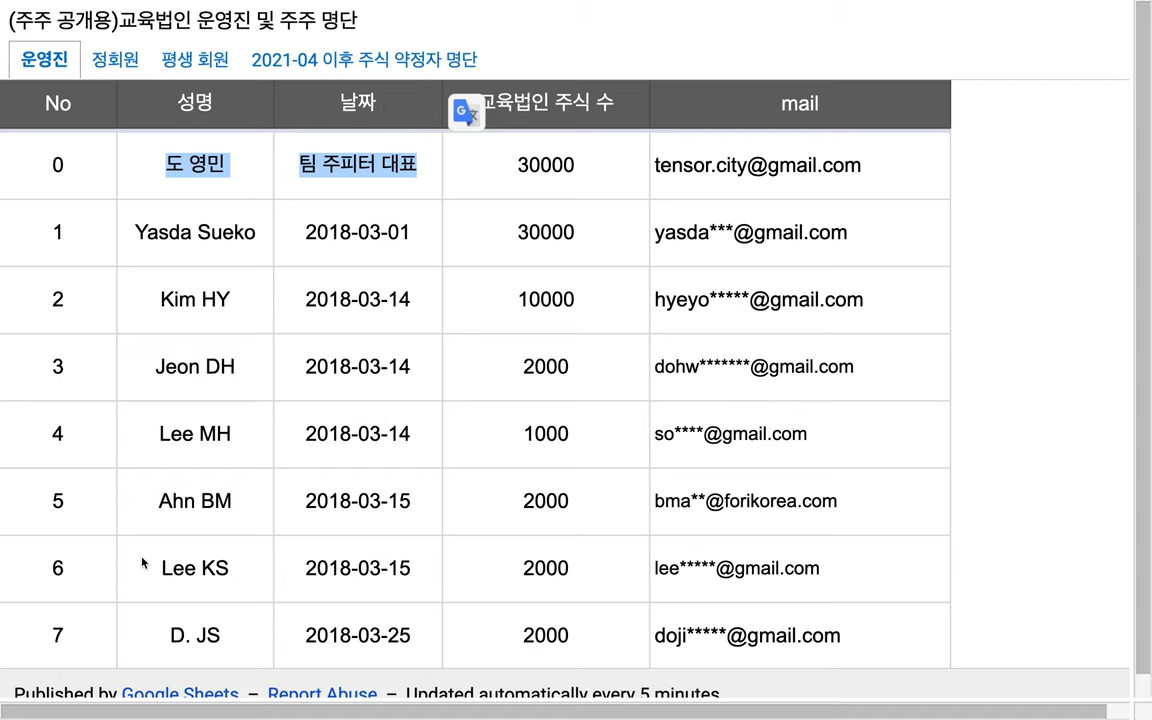 (주주 공개용)교육법인 운영진 및 주주 명단
운영진 정회원 평생 회원 2021-04 이후 주식 약정자 명단
No 성명 날짜 교육법인 주식 수 mail
0 도 영민 팀 주피터 대표 30000 tensor.city@gmail.com
1 Yasda Sueko 2018-03-01 30000 yasda***@gmail.com
2 Kim HY 2018-03-14 10000 hyeyo*****@gmail.com
3 Jeon DH 2018-03-14 2000 dohw*******@gmail.com
4 Lee MH 2018-03-14 1000 so****@gmail.com
5 Ahn BM 2018-03-15 2000 bma**@forikorea.com
6 Lee KS 2018-03-15 2000 lee*****@gmail.com
7 D. JS 2018-03-25 2000 doji*****@gmail.com
Published by Google Sheets – Report Abuse – Updated automatically every 5 minutes